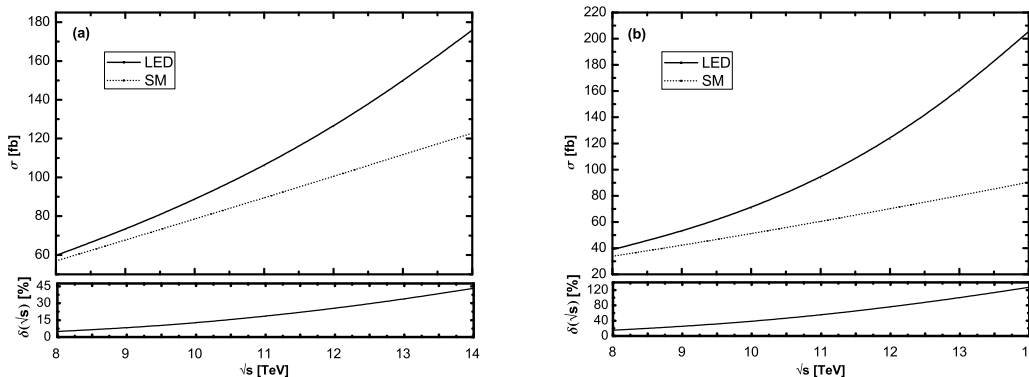 (a)
LED
SM
σ [fb]
180
160
140
120
100
80
60
δ(√s) [%]
45
30
15
0
8 9 10 11 12 13 14
√s [TeV]
(b)
LED
SM
σ [fb]
220
200
180
160
140
120
100
80
60
40
20
δ(√s) [%]
120
80
40
0
8 9 10 11 12 13 1
√s [TeV]